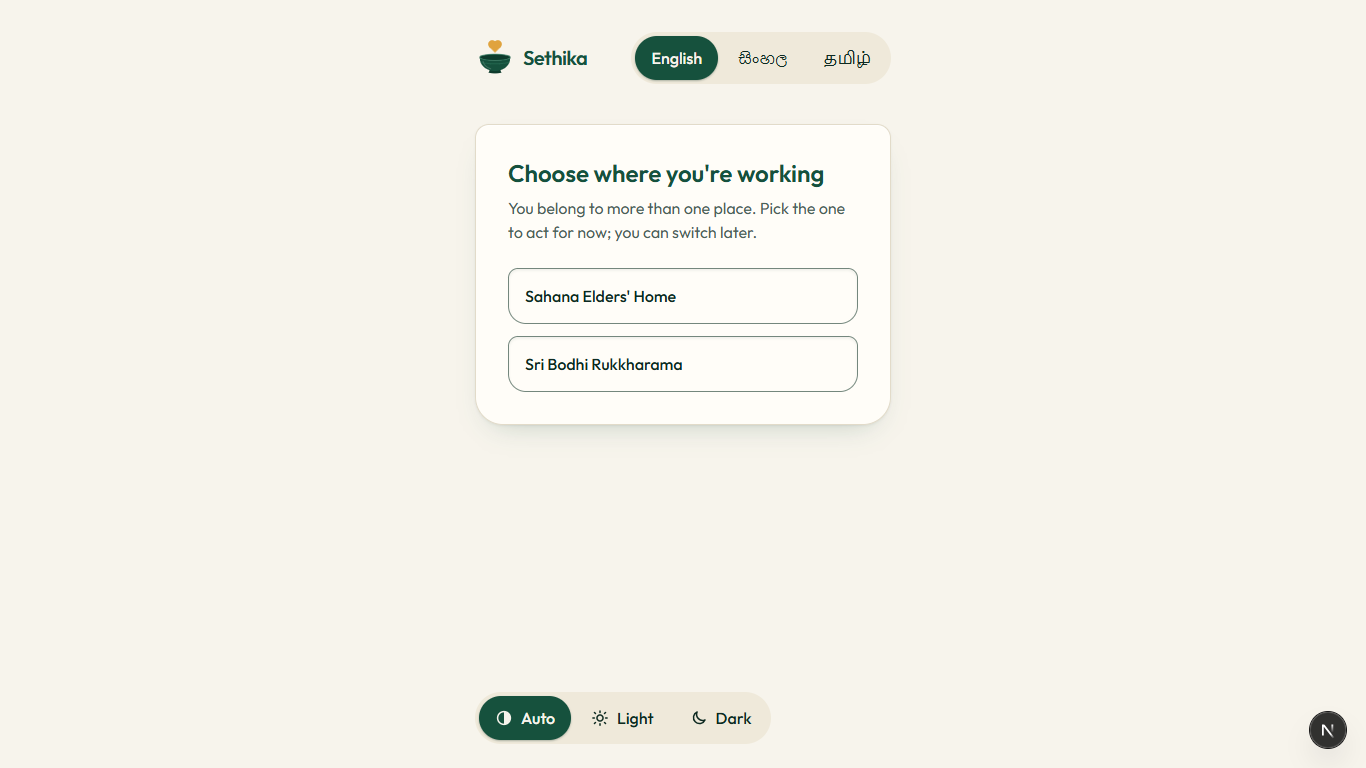 Sethika
English
සිංහල
தமிழ்
Choose where you're working
You belong to more than one place. Pick the one
to act for now; you can switch later.
Sahana Elders' Home
Sri Bodhi Rukkharama
Auto
Light
Dark
N